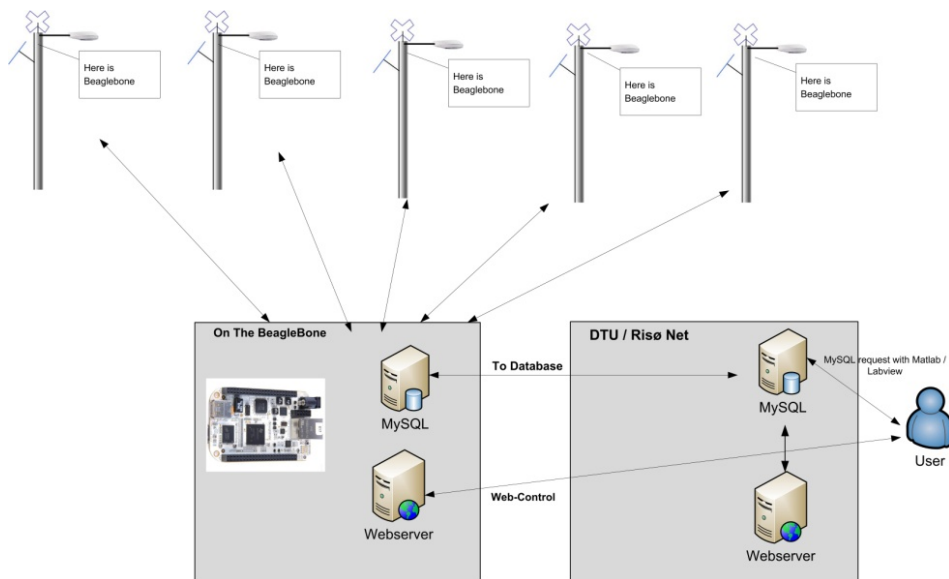 Here is
Beaglebone
Here is
Beaglebone
Here is
Beaglebone
Here is
Beaglebone
Here is
Beaglebone
On The BeagleBone
DTU / Risø Net
To Database
MySQL request with Matlab /
Labview
MySQL
MySQL
User
Web-Control
Webserver
Webserver